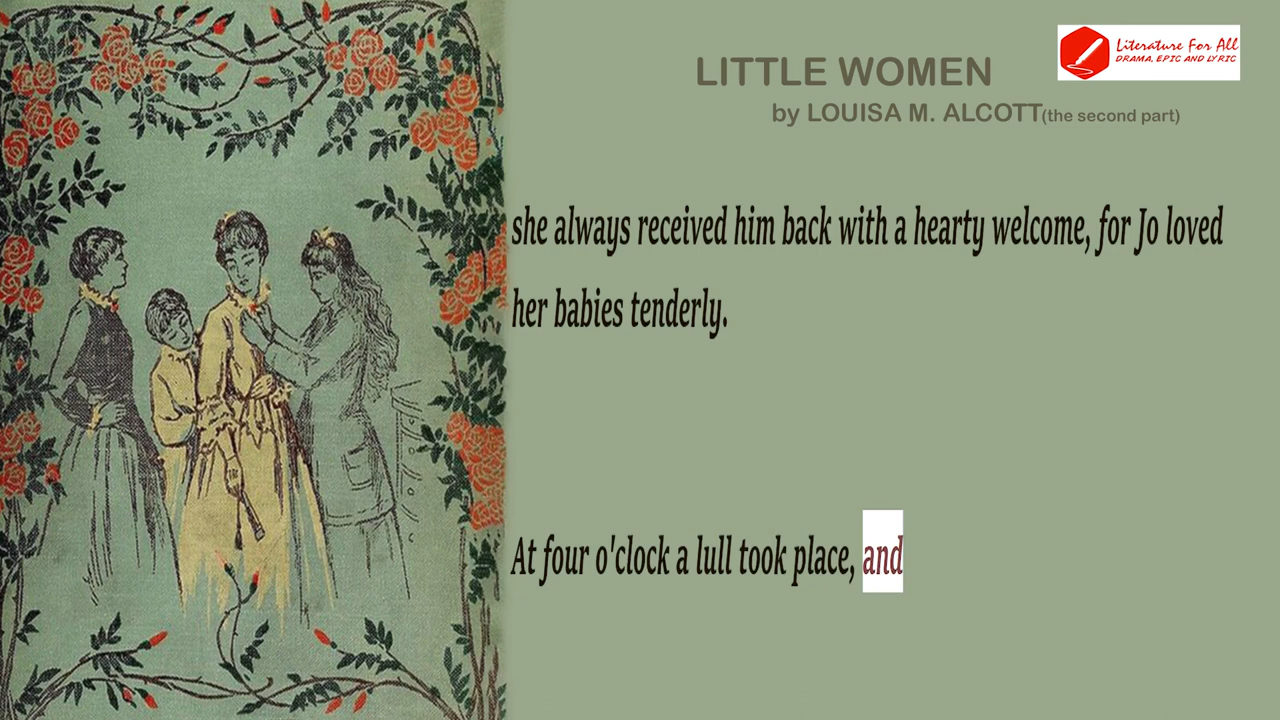 LITTLE WOMEN
Literature For All
DRAMA, EPIC AND LYRIC
by LOUISA M. ALCOTT(the second part)
she always received him back with a hearty welcome, for Jo loved
her babies tenderly.
At four o'clock a lull took place, and